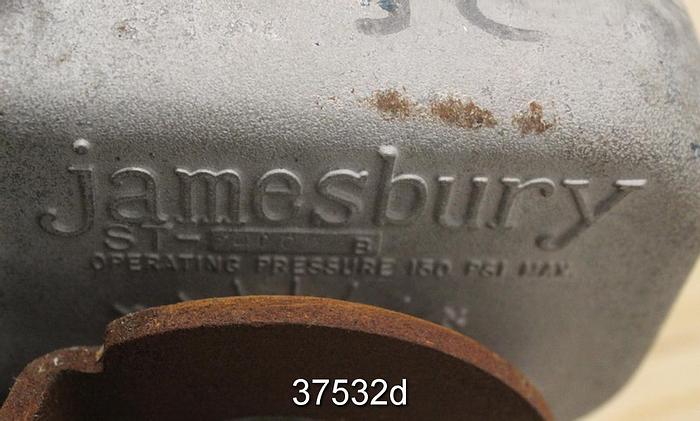 jamesbury
ST- B
OPERATING PRESSURE 150 PSI MAX.
37532d